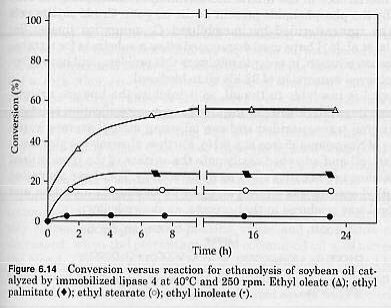 100
80
60
40
20
0
Conversion (%)
0 2 4 6 8 16 24
Time (h)
Figure 6.14 Conversion versus reaction for ethanolysis of soybean oil cat-
alyzed by immobilized lipase 4 at 40°C and 250 rpm. Ethyl oleate (Δ); ethyl
palmitate (♦); ethyl stearate (○); ethyl linoleate (•).